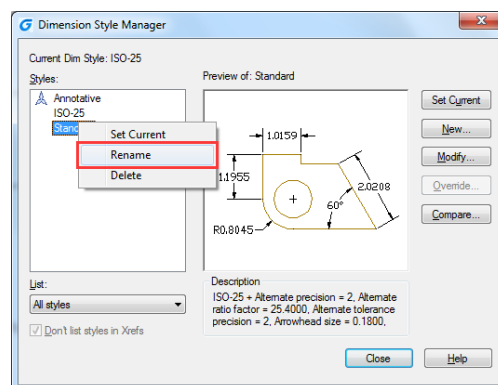 Dimension Style Manager
Current Dim Style: ISO-25
Styles:
Preview of: Standard
Annotative
ISO-25
Stanc
Set Current
Rename
Delete
1.0159
1.1955
2.0208
60°
R0.8045
Set Current
New...
Modify...
Override...
Compare...
List:
All styles
Don't list styles in Xrefs
Description
ISO-25 + Alternate precision = 2, Alternate
ratio factor = 25.4000, Alternate tolerance
precision = 2, Arrowhead size = 0.1800,
Close
Help